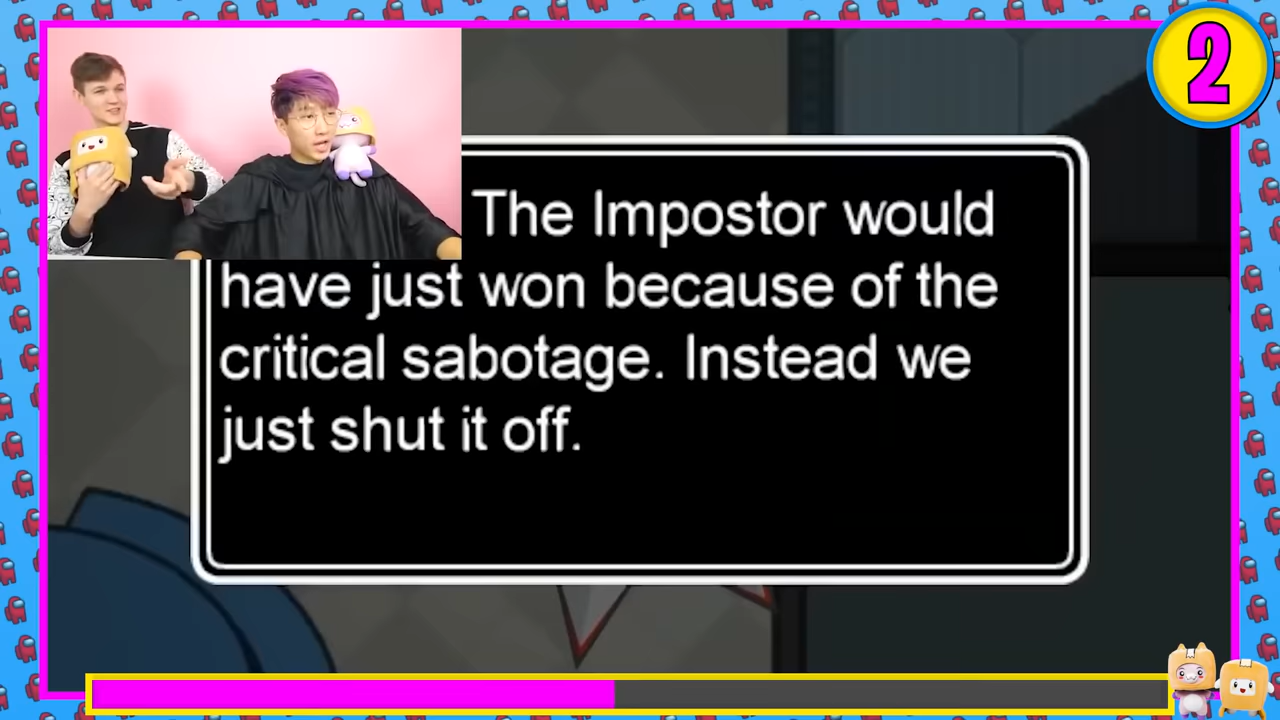 2
The Impostor would
have just won because of the
critical sabotage. Instead we
just shut it off.